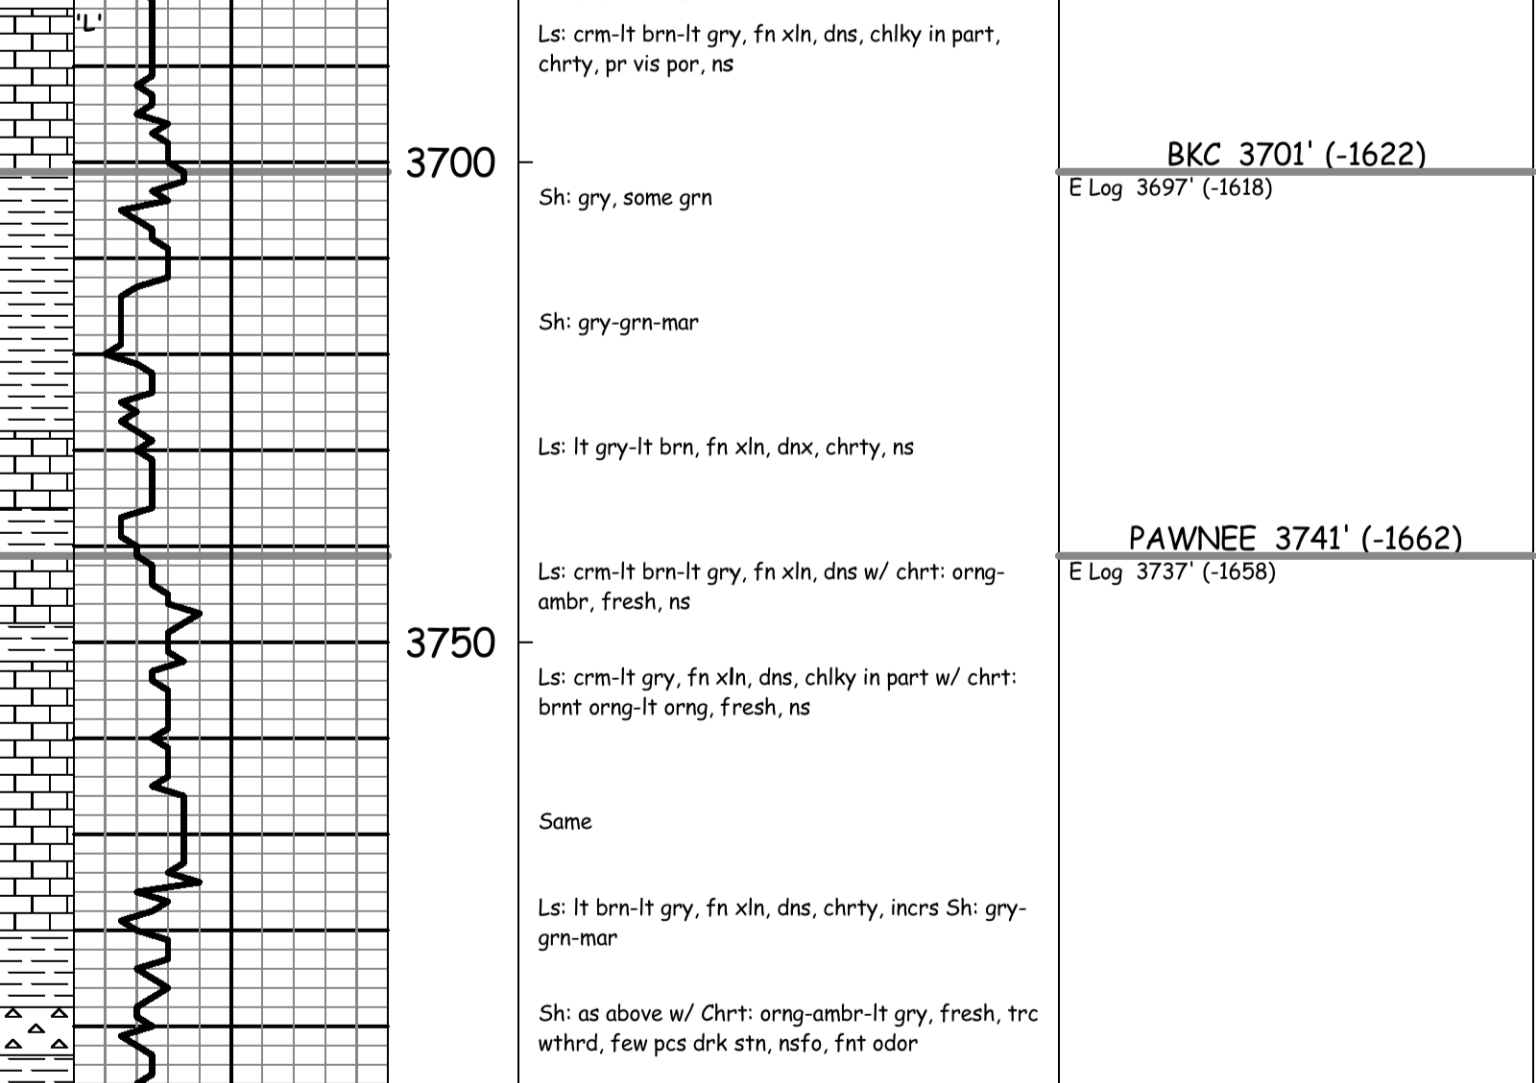 'L'
Ls: crm-lt brn-lt gry, fn xln, dns, chlky in part,
chrty, pr vis por, ns
3700
BKC 3701' (-1622)
E Log 3697' (-1618)
Sh: gry, some grn
Sh: gry-grn-mar
Ls: lt gry-lt brn, fn xln, dnx, chrty, ns
PAWNEE 3741' (-1662)
E Log 3737' (-1658)
Ls: crm-lt brn-lt gry, fn xln, dns w/ chrt: orng-
ambr, fresh, ns
3750
Ls: crm-lt gry, fn xln, dns, chlky in part w/ chrt:
brnt orng-lt orng, fresh, ns
Same
Ls: lt brn-lt gry, fn xln, dns, chrty, incrs Sh: gry-
grn-mar
Sh: as above w/ Chrt: orng-ambr-lt gry, fresh, trc
wthrd, few pcs drk stn, nsfo, fnt odor